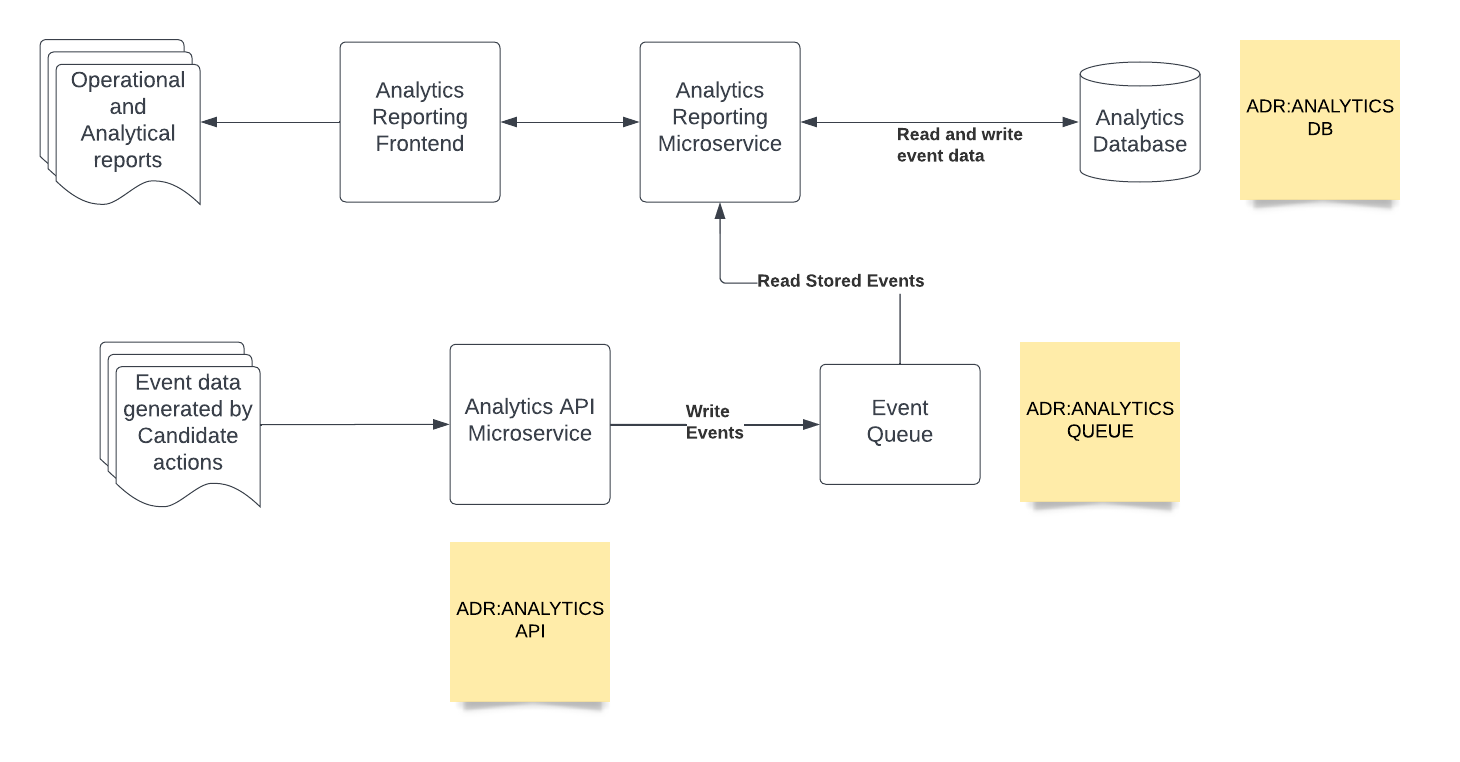 Operational
and
Analytical
reports
Analytics
Reporting
Frontend
Analytics
Reporting
Microservice
Read and write
event data
Analytics
Database
ADR:ANALYTICS
DB
Read Stored Events
Event data
generated by
Candidate
actions
Analytics API
Microservice
Write
Events
Event
Queue
ADR:ANALYTICS
QUEUE
ADR:ANALYTICS
API